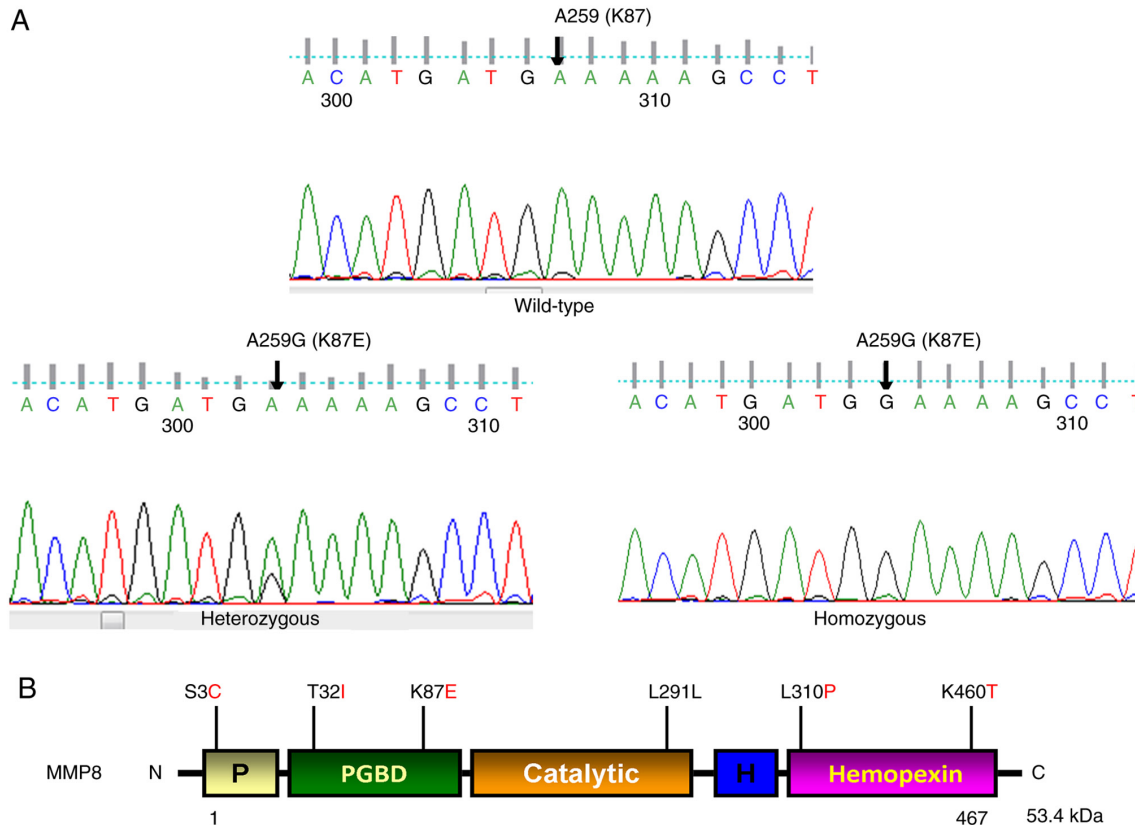 A
A259 (K87)
A C A T G A T G A A A A A G C C T
300 310
Wild-type
A259G (K87E)
A C A T G A T G A A A A A G C C T
300 310
Heterozygous
A259G (K87E)
A C A T G A T G G A A A A G C C T
300 310
Homozygous
B
S3C T32I K87E L291L L310P K460T
MMP8 N P PGBD Catalytic H Hemopexin C
1 467 53.4 kDa